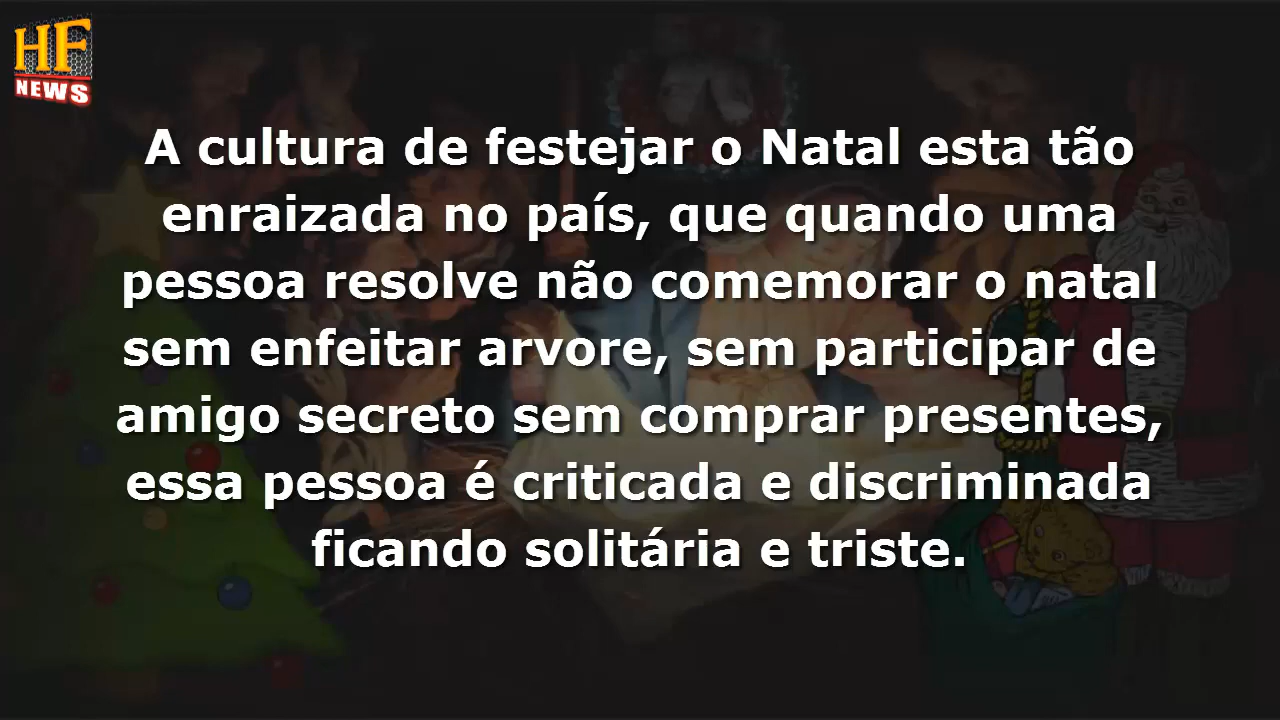 HF
NEWS
A cultura de festejar o Natal esta tão
enraizada no país, que quando uma
pessoa resolve não comemorar o natal
sem enfeitar arvore, sem participar de
amigo secreto sem comprar presentes,
essa pessoa é criticada e discriminada
ficando solitária e triste.